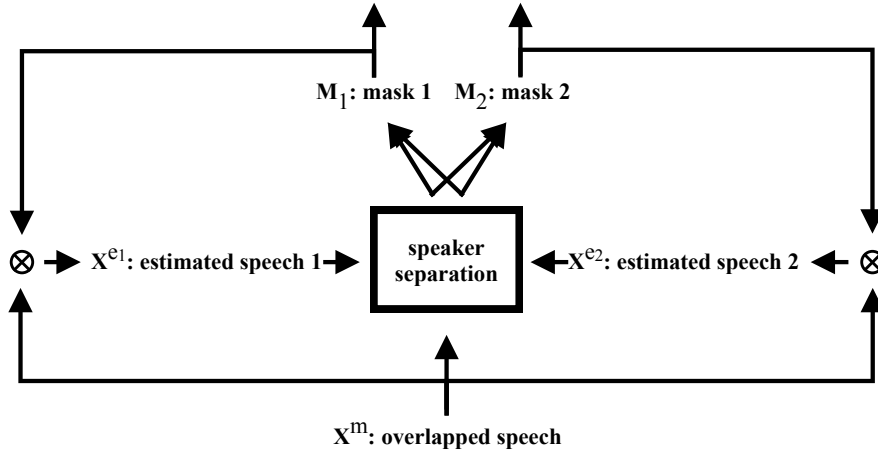 M₁: mask 1 M₂: mask 2
Xᵉ¹: estimated speech 1
speaker
separation
Xᵉ²: estimated speech 2
Xᵐ: overlapped speech